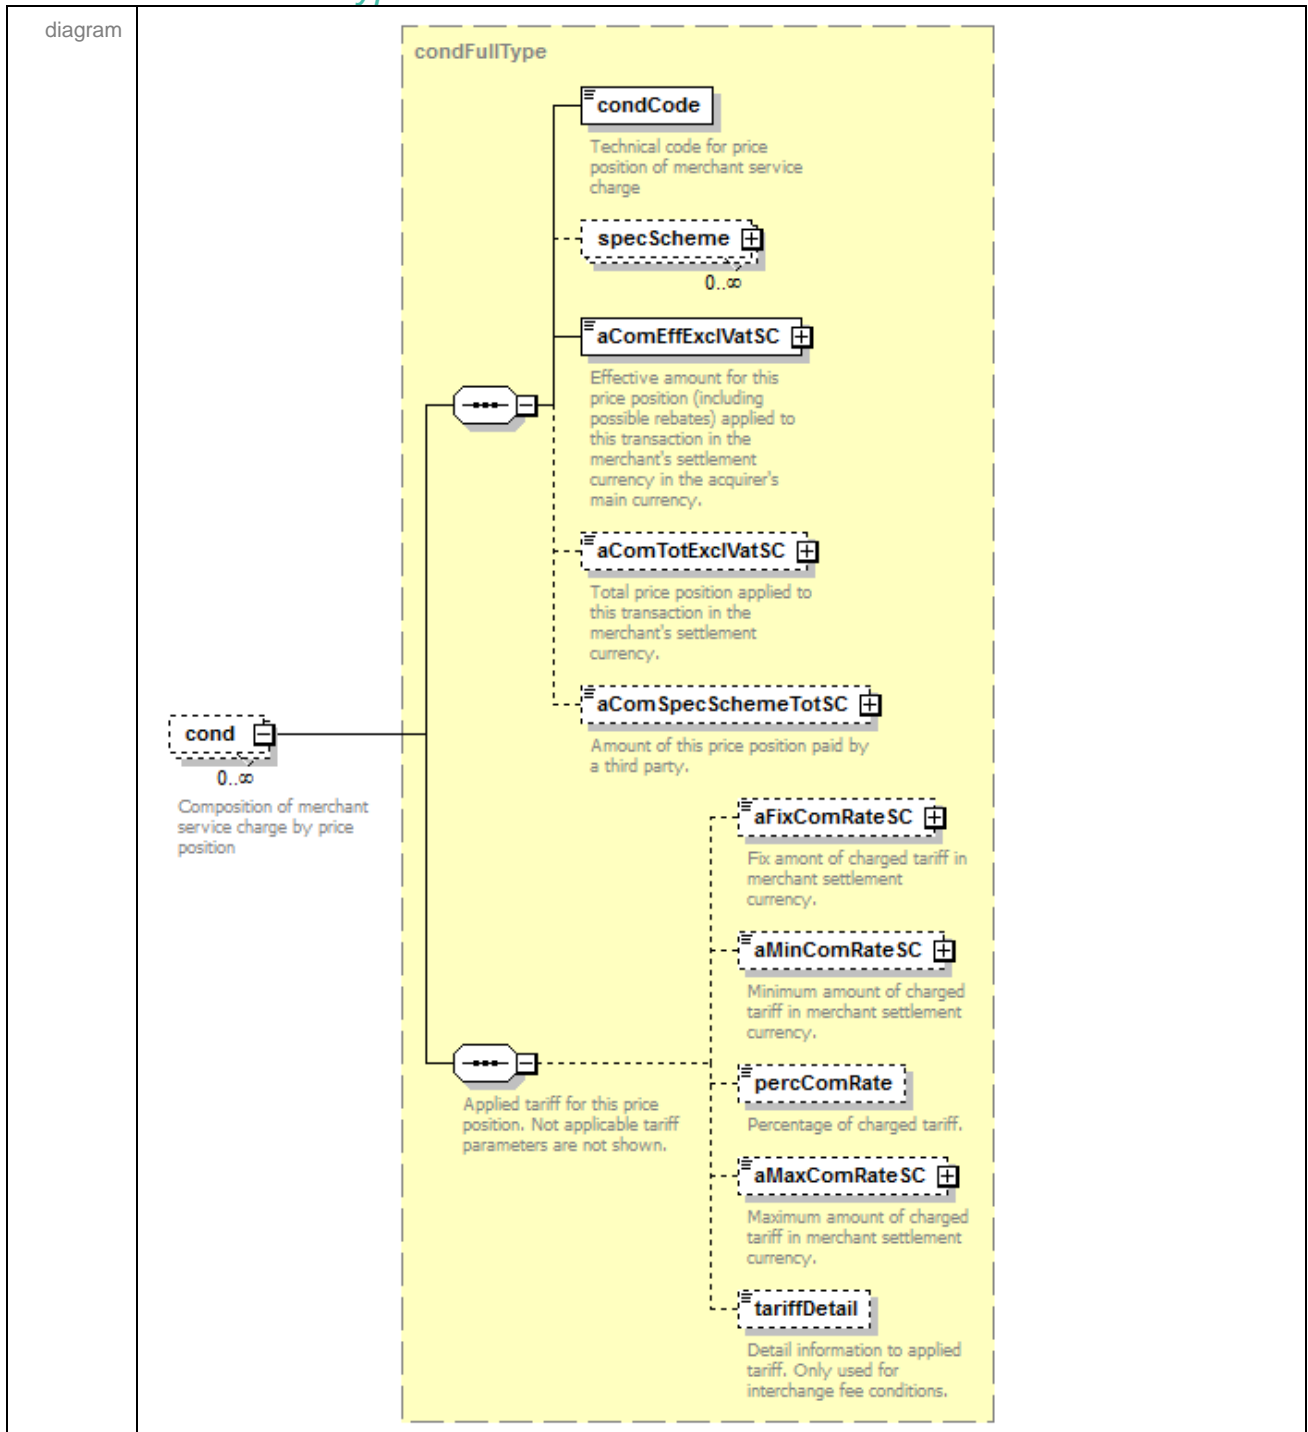 diagram
condFullType
condCode
Technical code for price
position of merchant service
charge
specScheme
0..∞
aComEffExclVatSC
Effective amount for this
price position (including
possible rebates) applied to
this transaction in the
merchant's settlement
currency in the acquirer's
main currency.
aComTotExclVatSC
Total price position applied to
this transaction in the
merchant's settlement
currency.
aComSpecSchemeTotSC
Amount of this price position paid by
a third party.
cond
0..∞
Composition of merchant
service charge by price
position
aFixComRateSC
Fix amont of charged tariff in
merchant settlement
currency.
aMinComRateSC
Minimum amount of charged
tariff in merchant settlement
currency.
percComRate
Percentage of charged tariff.
Applied tariff for this price
position. Not applicable tariff
parameters are not shown.
aMaxComRateSC
Maximum amount of charged
tariff in merchant settlement
currency.
tariffDetail
Detail information to applied
tariff. Only used for
interchange fee conditions.